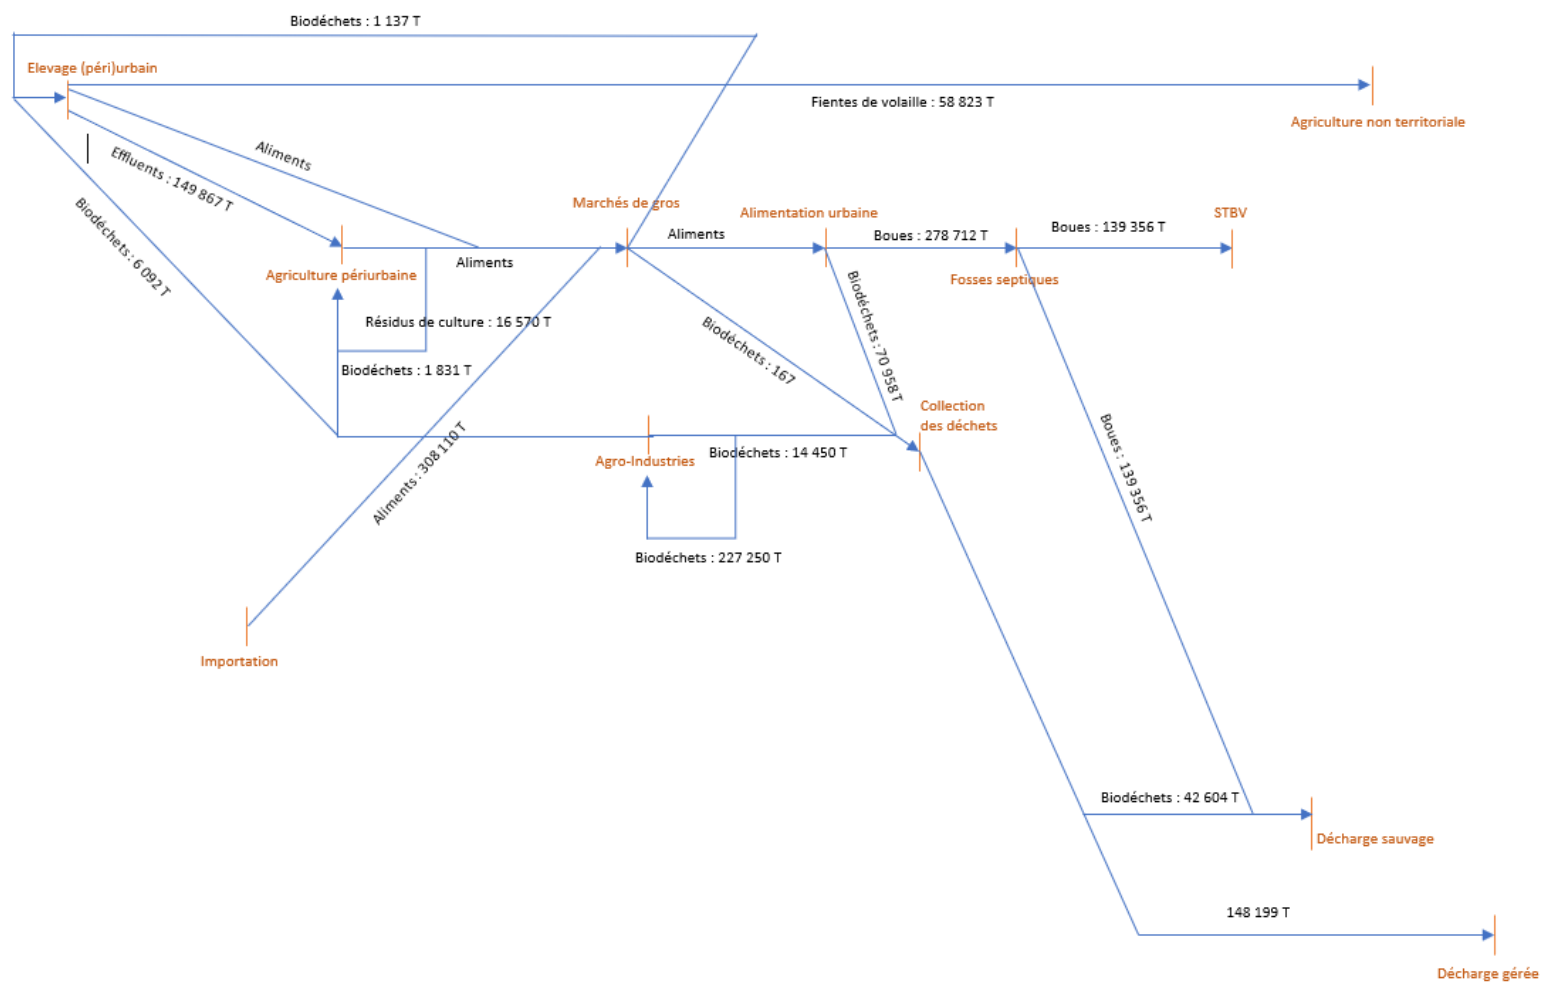 Biodéchets : 1 137 T
Elevage (péri)urbain
Fientes de volaille : 58 823 T
Agriculture non territoriale
Aliments
Effluents : 149 867 T
Biodéchets: 6 092 T
Marchés de gros
Alimentation urbaine
STBV
Aliments
Boues : 278 712 T
Boues : 139 356 T
Agriculture périurbaine
Aliments
Fosses septiques
Résidus de culture : 16 570 T
Biodéchets : 1 831 T
Biodéchets : 167
Biodéchets : 70 958 T
Collection
des déchets
Aliments : 308 110 T
Agro-Industries
Biodéchets : 14 450 T
Boues : 139 356 T
Biodéchets : 227 250 T
Importation
Biodéchets : 42 604 T
Décharge sauvage
148 199 T
Décharge gérée